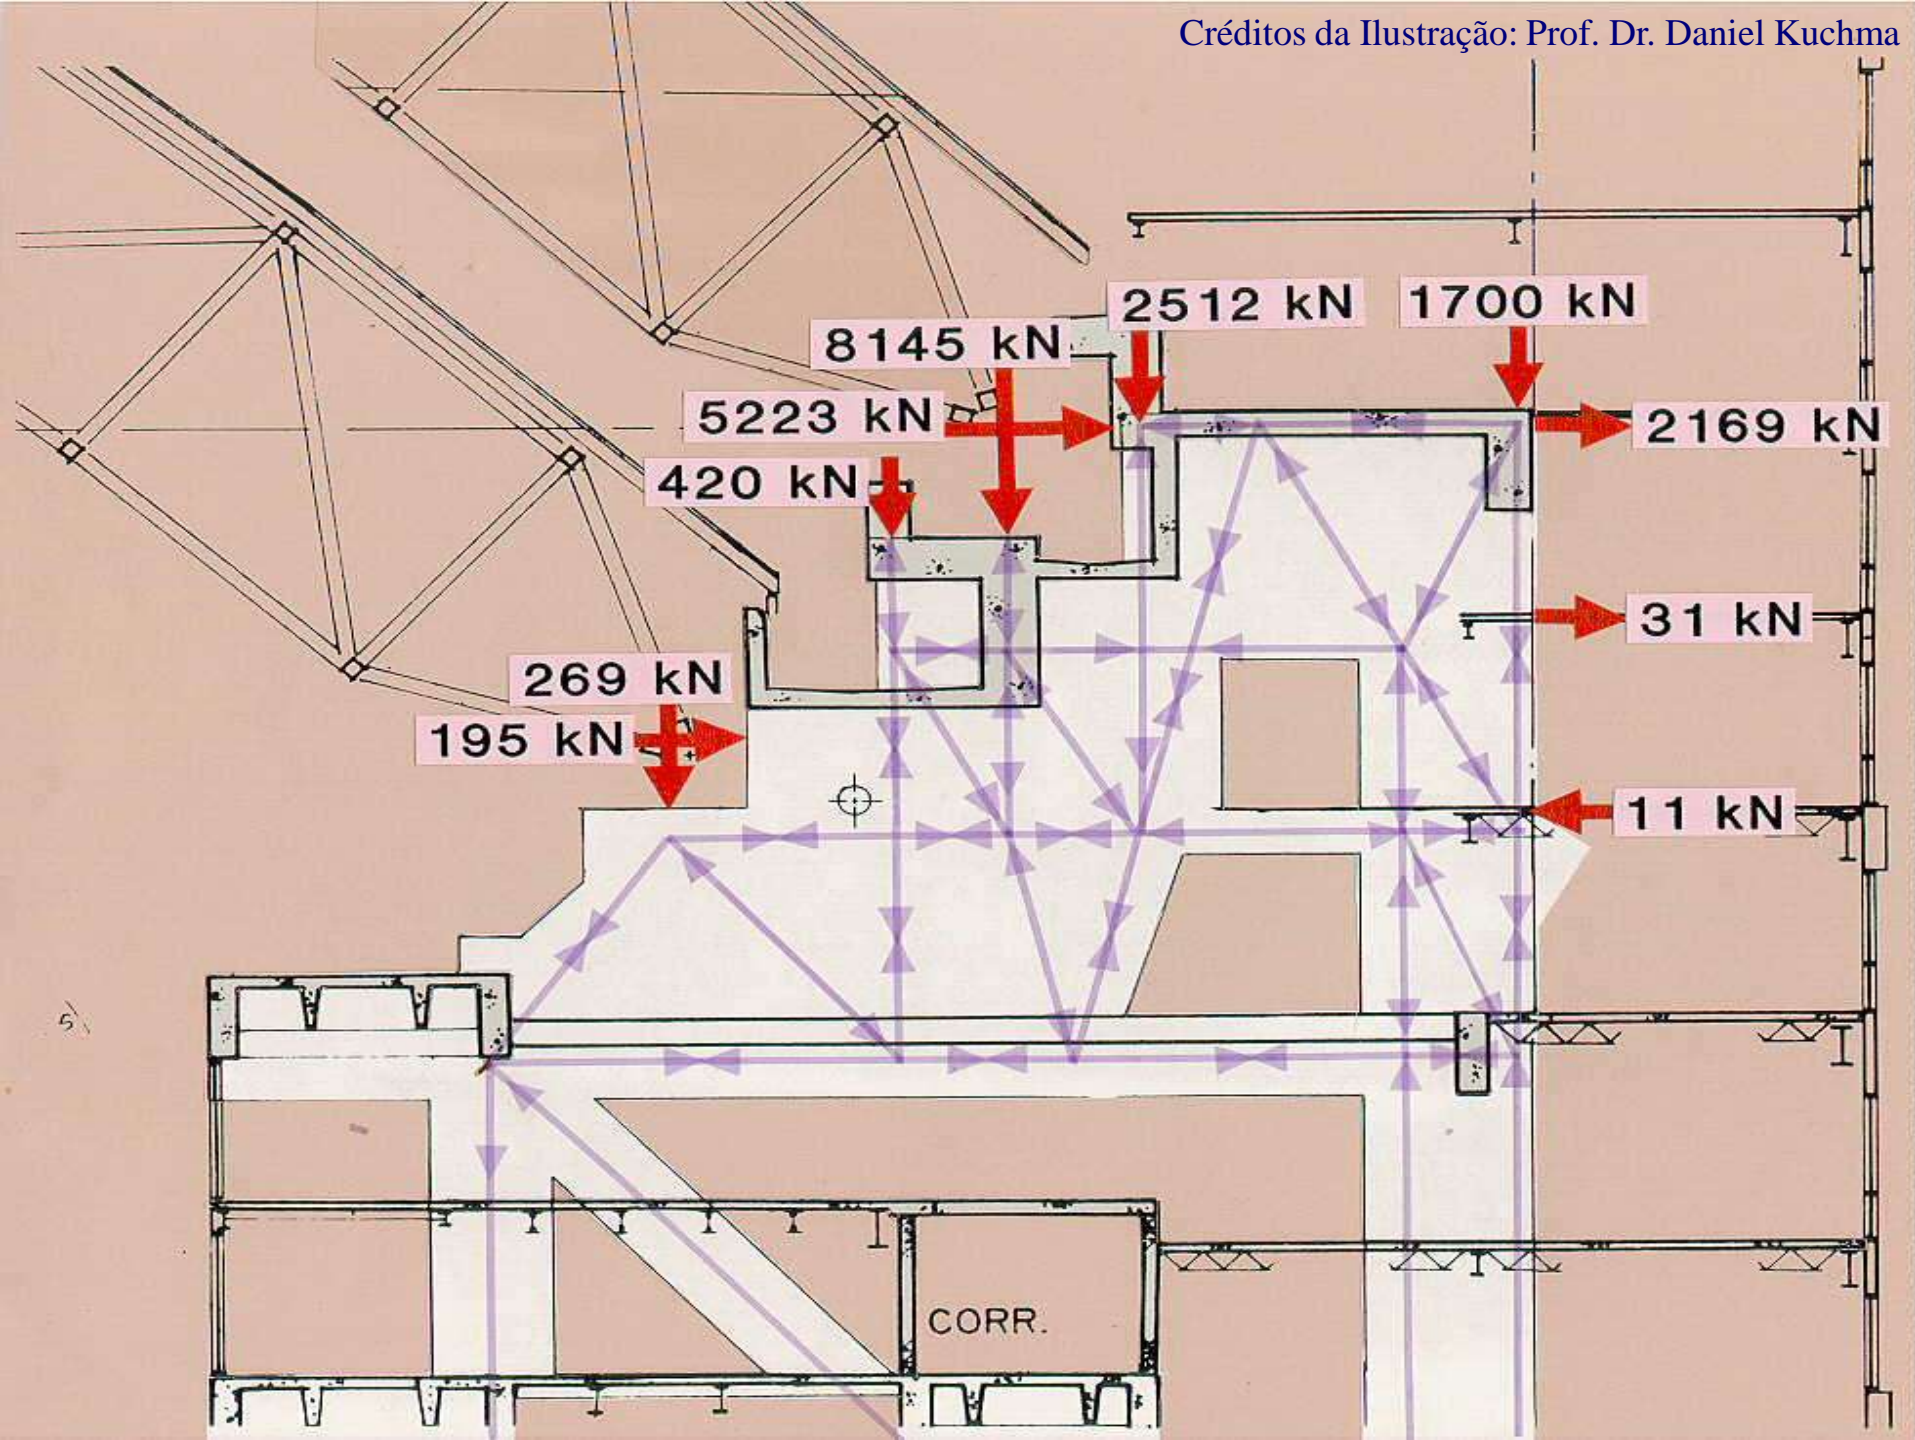 Créditos da Ilustração: Prof. Dr. Daniel Kuchma
2512 kN
1700 kN
8145 kN
5223 kN
2169 kN
420 kN
31 kN
269 kN
195 kN
11 kN
5
CORR.